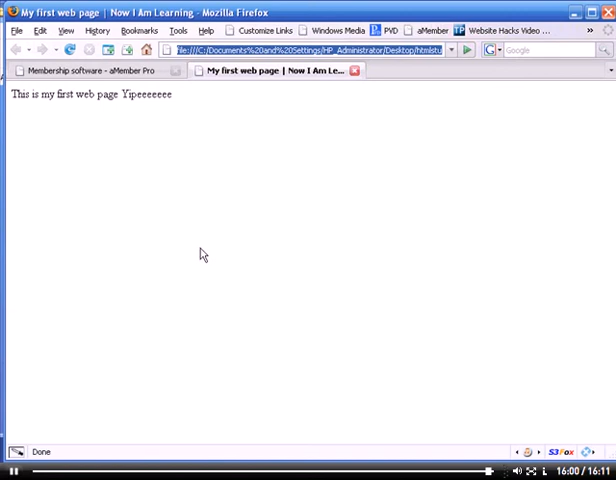 My first web page | Now I Am Learning - Mozilla Firefox
File Edit View History Bookmarks Tools Help Customize Links Windows Media PVD aMember TP Website Hacks Video ...
file:///C:/Documents%20and%20Settings/HP_Administrator/Desktop/htmlstu G Google
Membership software - aMember Pro My first web page | Now I Am Le...
This is my first web page Yipeeeeeee
Done S3Fox
16:00 / 16:11